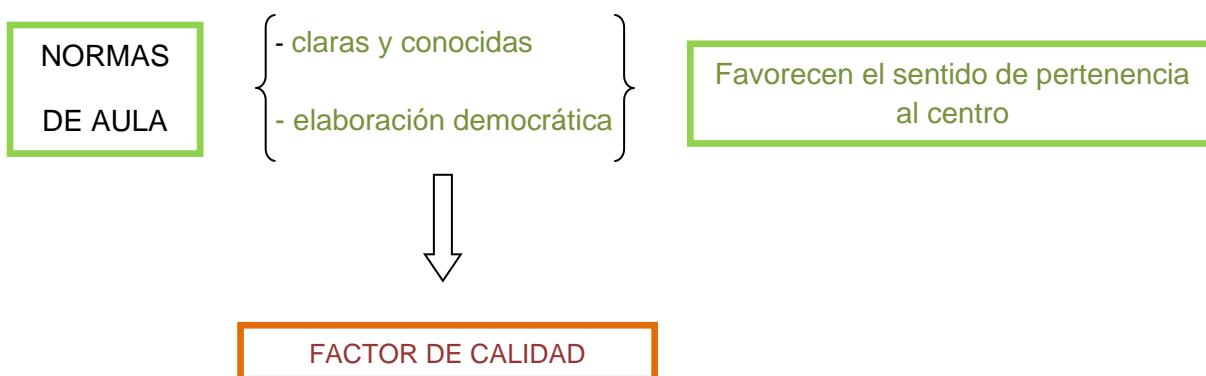 NORMAS
DE AULA
- claras y conocidas
- elaboración democrática
Favorecen el sentido de pertenencia
al centro
FACTOR DE CALIDAD